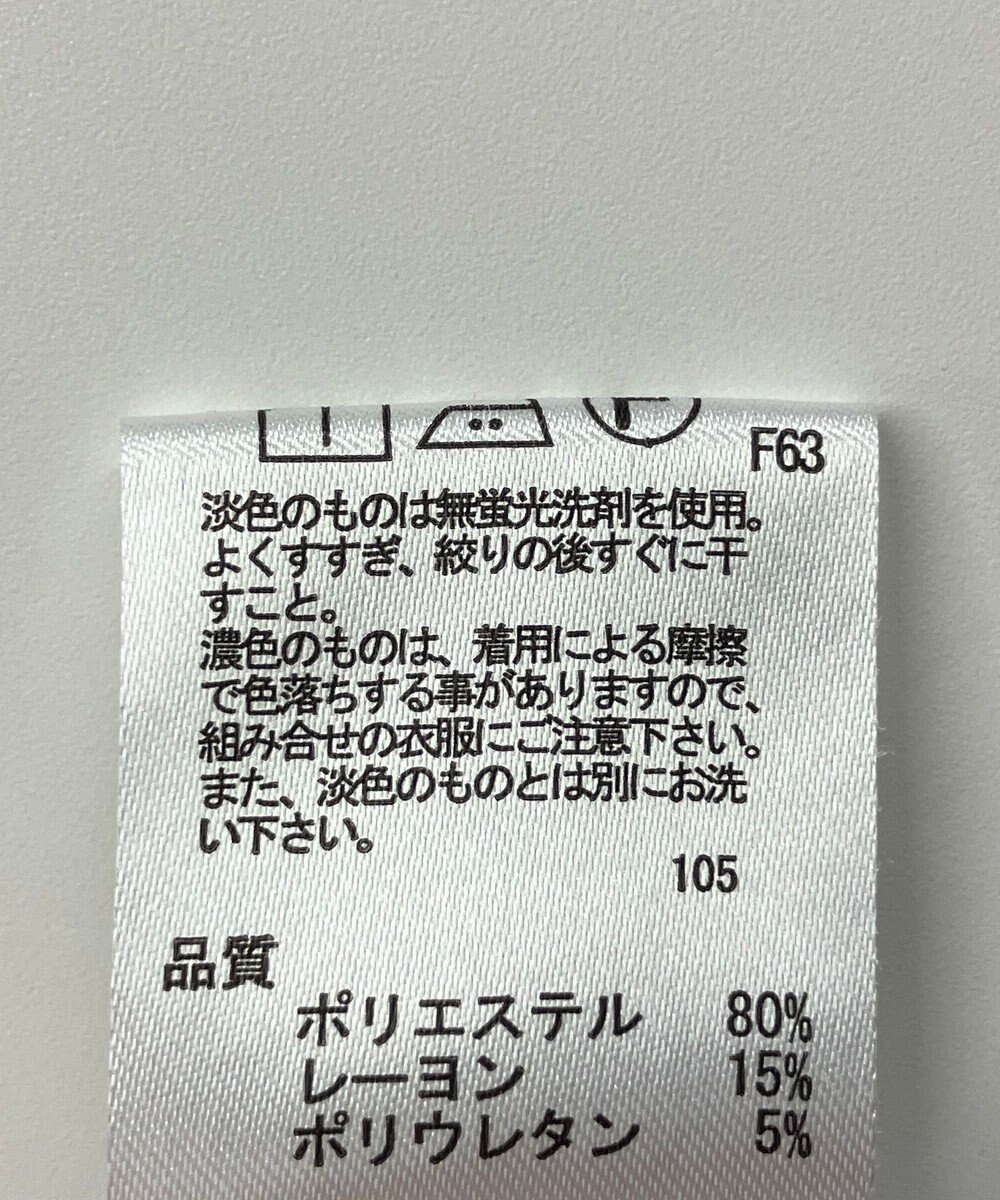 F63
淡色のものは無蛍光洗剤を使用。
よくすすぎ、絞りの後すぐに干
すこと。
濃色のものは、着用による摩擦
で色落ちする事がありますので、
組み合せの衣服にご注意下さい。
また、淡色のものとは別にお洗
い下さい。
105
品質
ポリエステル 80%
レーヨン 15%
ポリウレタン 5%